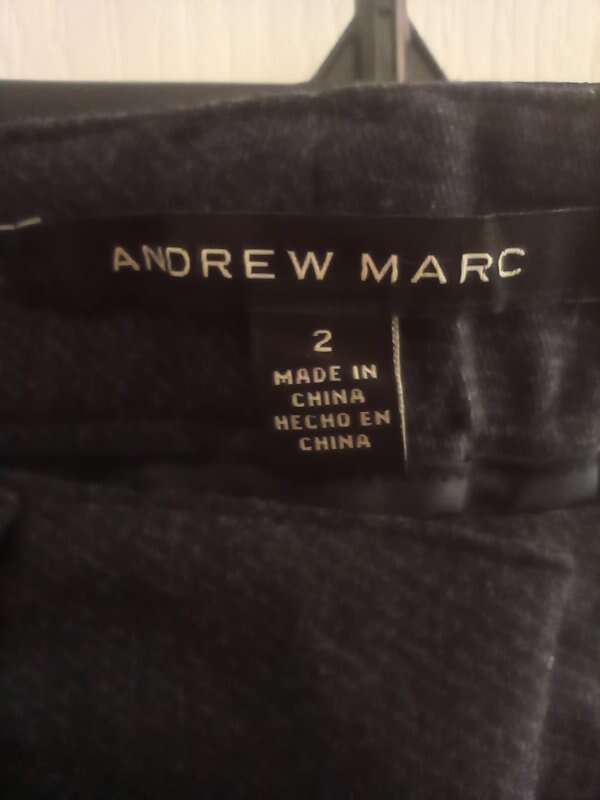 ANDREW MARC
2
MADE IN
CHINA
HECHO EN
CHINA